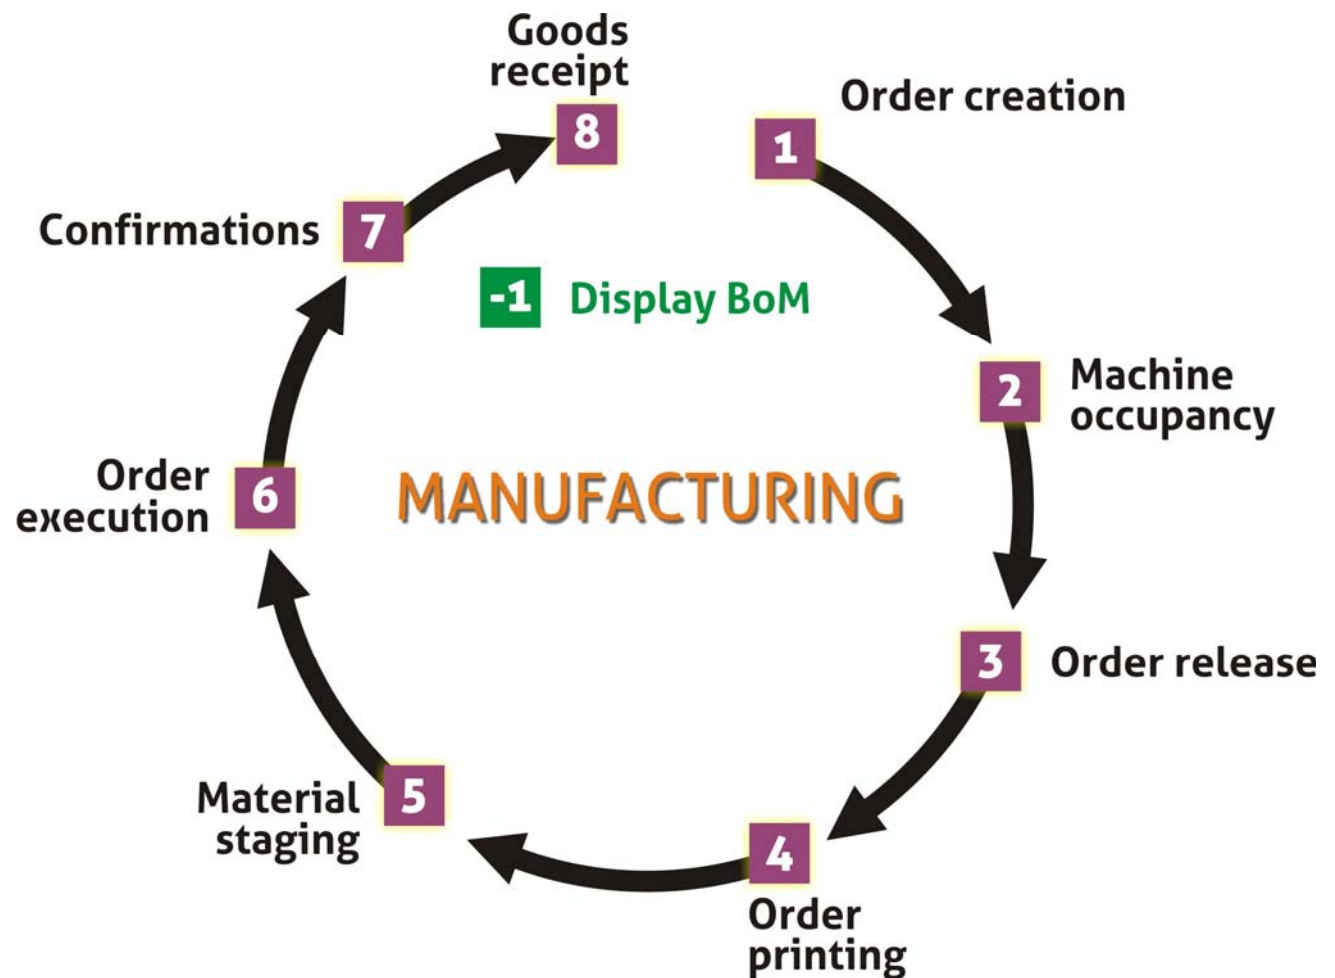 Goods
receipt
8
1
Order creation
7
Confirmations
-1 Display BoM
2
Machine
occupancy
MANUFACTURING
6
Order
execution
3
Order release
5
Material
staging
4
Order
printing